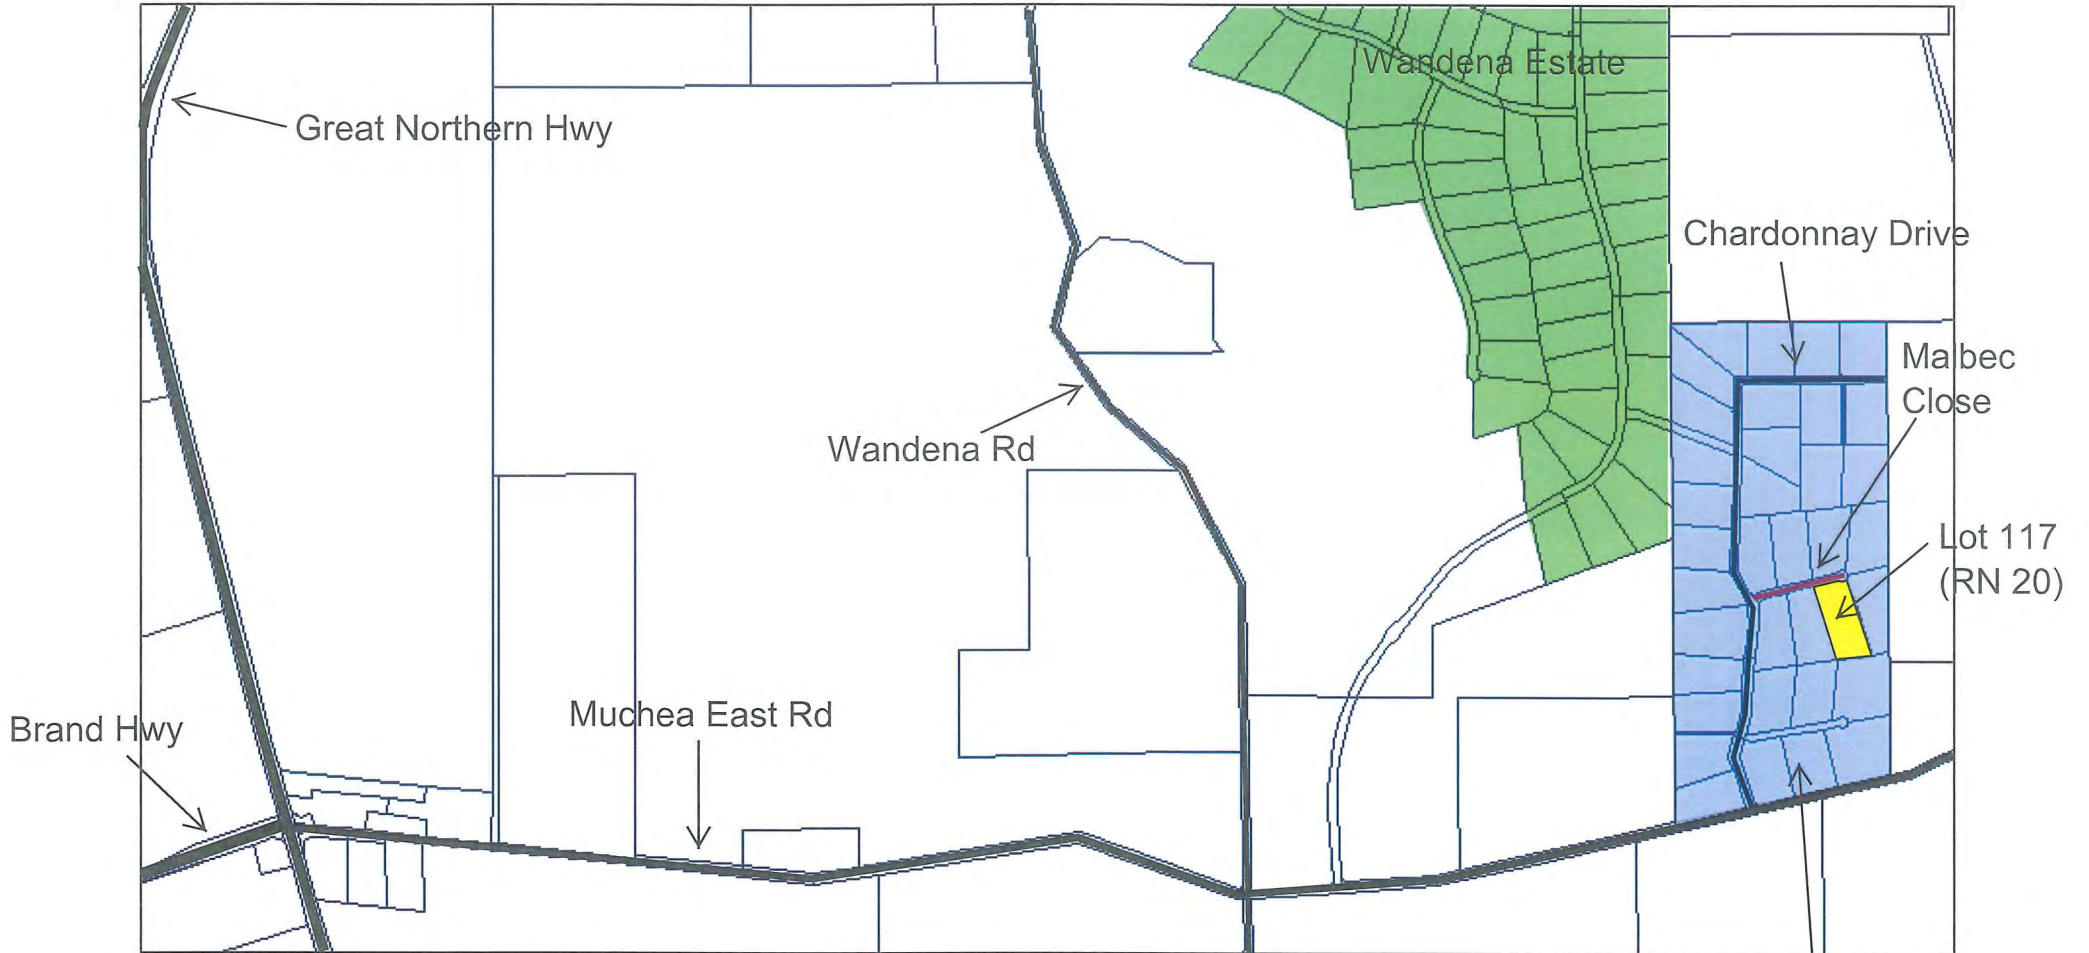 Wandena Estate
Great Northern Hwy
Chardonnay Drive
Malbec
Close
Wandena Rd
Lot 117
(RN 20)
Muchea East Rd
Brand Hwy